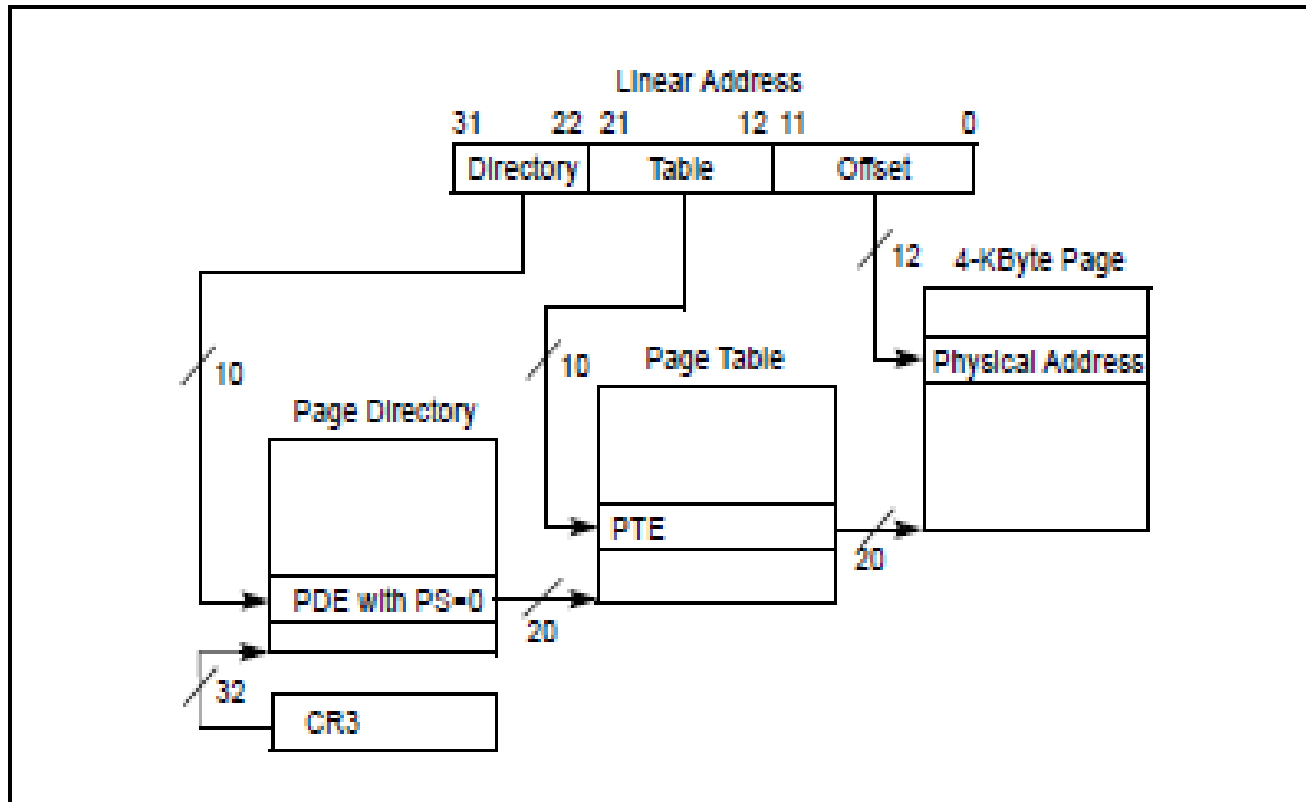 Linear Address
31 22 21 12 11 0
Directory Table Offset
12
4-KByte Page
Physical Address
10
10
Page Table
Page Directory
PTE
20
PDE with PS=0
20
32
CR3